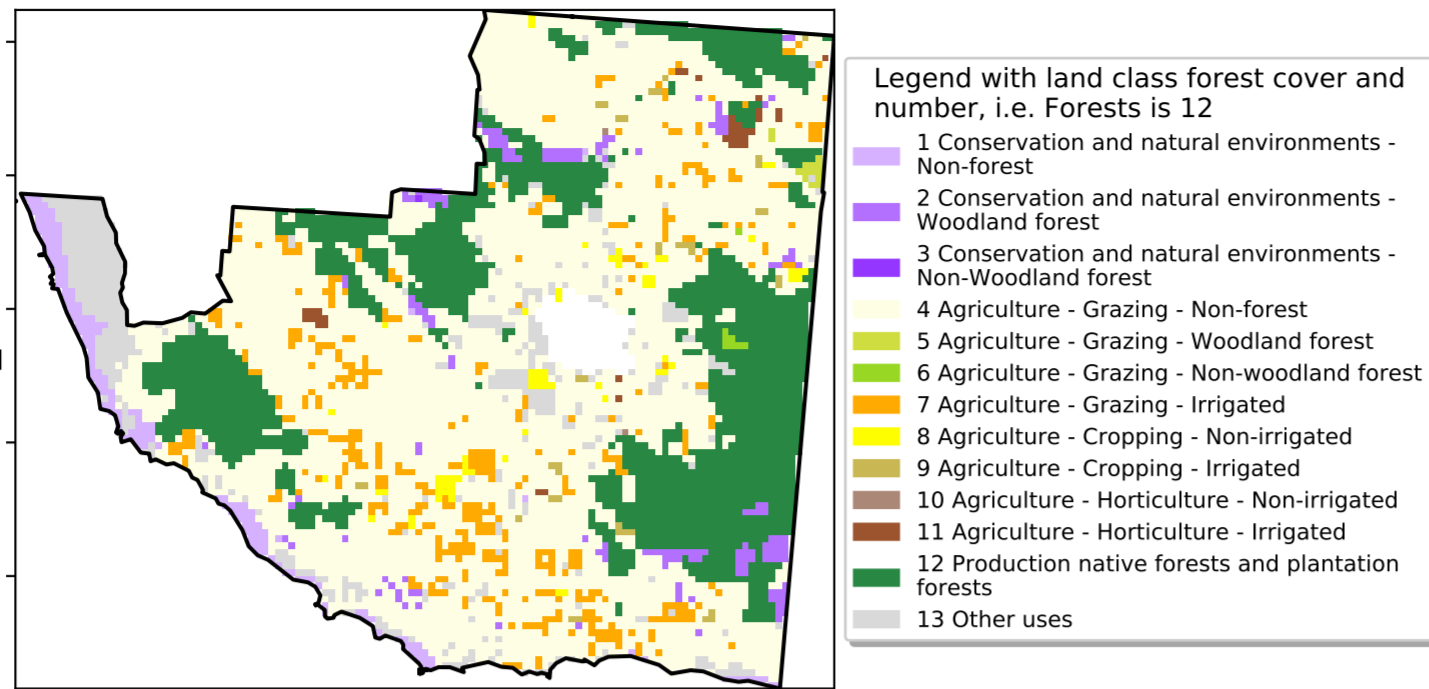 Legend with land class forest cover and
number, i.e. Forests is 12
1 Conservation and natural environments -
Non-forest
2 Conservation and natural environments -
Woodland forest
3 Conservation and natural environments -
Non-Woodland forest
4 Agriculture - Grazing - Non-forest
5 Agriculture - Grazing - Woodland forest
6 Agriculture - Grazing - Non-woodland forest
7 Agriculture - Grazing - Irrigated
8 Agriculture - Cropping - Non-irrigated
9 Agriculture - Cropping - Irrigated
10 Agriculture - Horticulture - Non-irrigated
11 Agriculture - Horticulture - Irrigated
12 Production native forests and plantation
forests
13 Other uses